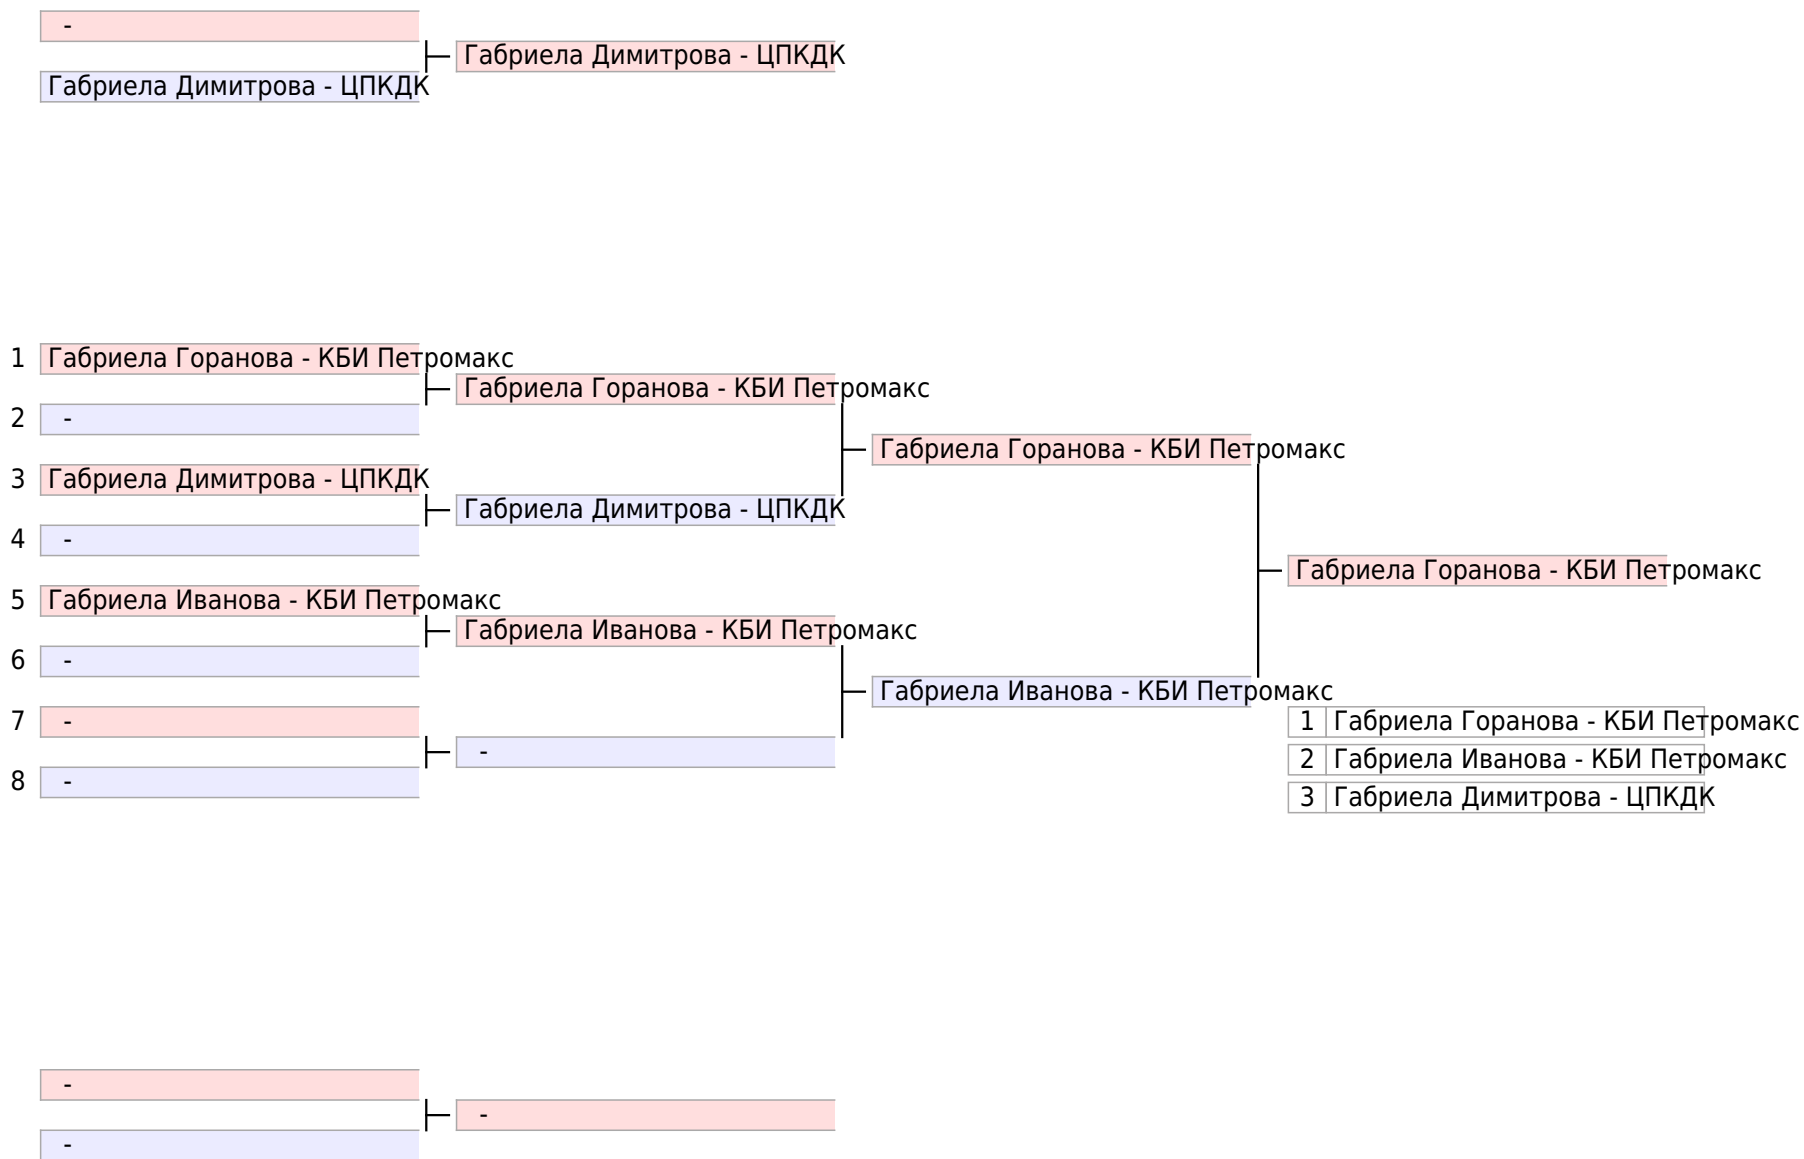 -
Габриела Димитрова - ЦПКДК
Габриела Димитрова - ЦПКДК
1 Габриела Горанова - КБИ Петромакс
Габриела Горанова - КБИ Петромакс
2 -
Габриела Горанова - КБИ Петромакс
3 Габриела Димитрова - ЦПКДК
Габриела Димитрова - ЦПКДК
4 -
Габриела Горанова - КБИ Петромакс
5 Габриела Иванова - КБИ Петромакс
Габриела Иванова - КБИ Петромакс
6 -
Габриела Иванова - КБИ Петромакс
7 -
1 Габриела Горанова - КБИ Петромакс
-
2 Габриела Иванова - КБИ Петромакс
8 -
3 Габриела Димитрова - ЦПКДК
-
-
-